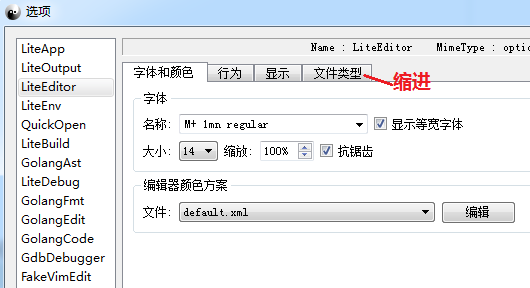 选项
Name : LiteEditor MimeType : optic
LiteApp
LiteOutput
LiteEditor
LiteEnv
QuickOpen
LiteBuild
GolangAst
LiteDebug
GolangFmt
GolangEdit
GolangCode
GdbDebugger
FakeVimEdit
字体和颜色 行为 显示 文件类型
缩进
字体
名称: M+ 1mn regular 显示等宽字体
大小: 14 缩放: 100% 抗锯齿
编辑器颜色方案
文件: default.xml 编辑